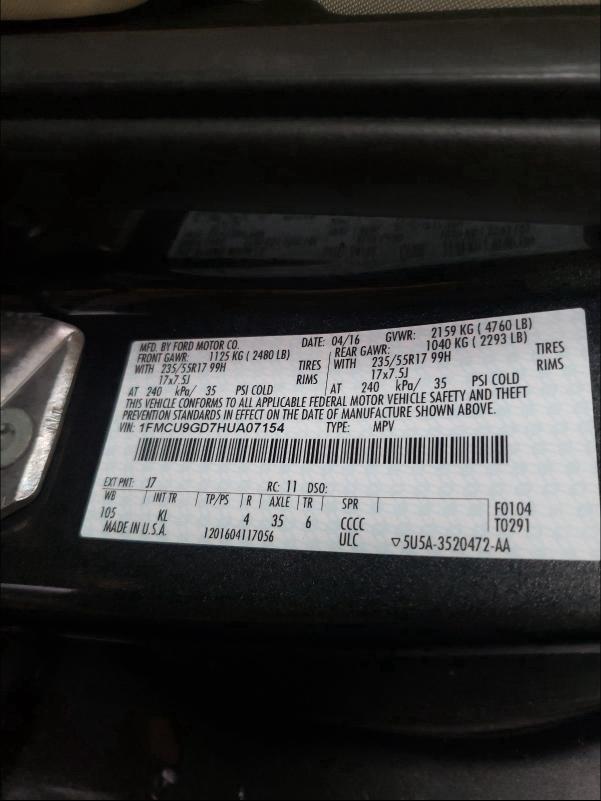 MFD. BY FORD MOTOR CO. DATE: 04/16 GVWR: 2159 KG ( 4760 LB)
FRONT GAWR: 1125 KG ( 2480 LB) REAR GAWR: 1040 KG ( 2293 LB)
WITH 235/55R17 99H TIRES WITH 235/55R17 99H TIRES
17x7.5J RIMS 17x7.5J RIMS
AT 240 kPa/ 35 PSI COLD AT 240 kPa/ 35 PSI COLD
THIS VEHICLE CONFORMS TO ALL APPLICABLE FEDERAL MOTOR VEHICLE SAFETY AND THEFT
PREVENTION STANDARDS IN EFFECT ON THE DATE OF MANUFACTURE SHOWN ABOVE.
VIN: 1FMCU9GD7HUA07154 TYPE: MPV
EXT PNT: J7 RC: 11 DSO:
WB INT TR TP/PS R AXLE TR SPR F0104
105 KL 4 35 6 CCCC T0291
MADE IN U.S.A. 1201604117056 ULC ▽5U5A-3520472-AA